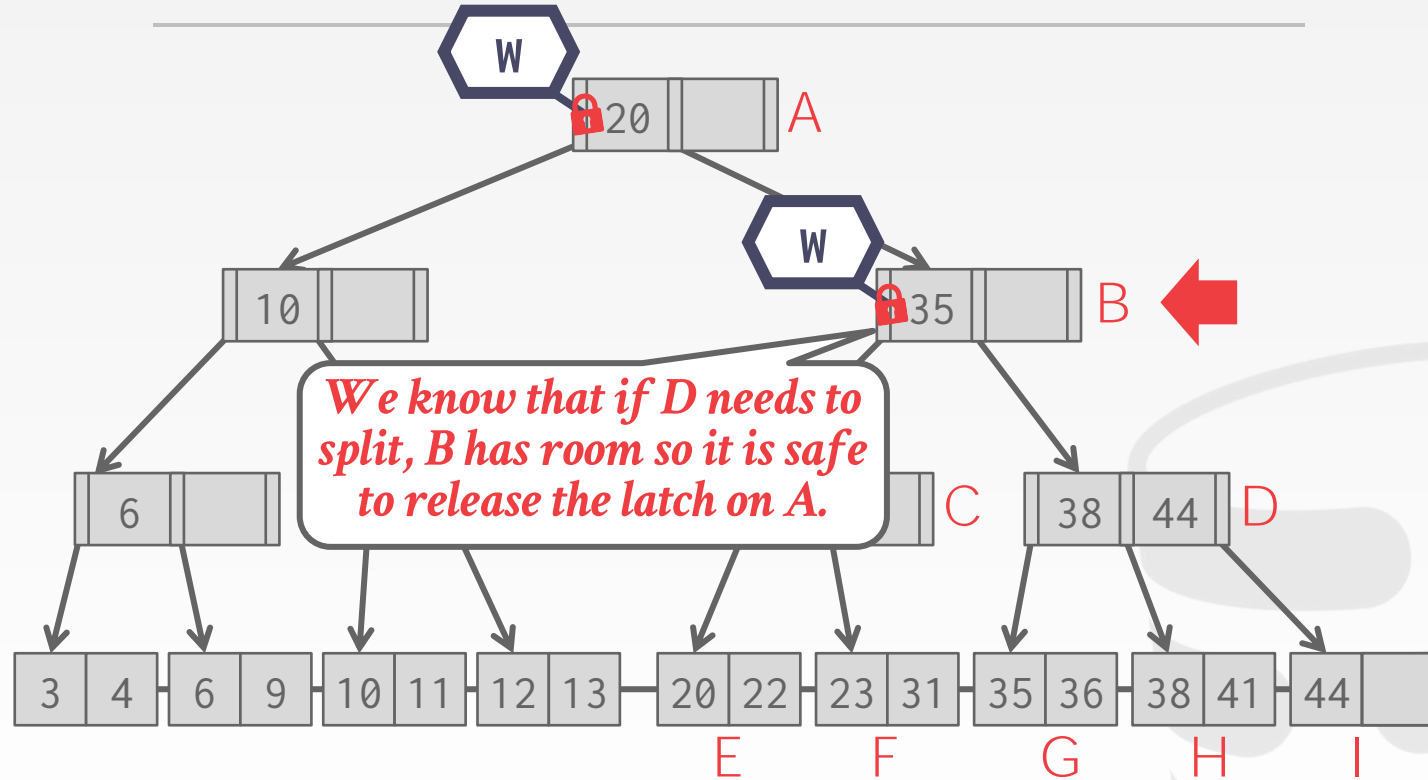 W
20 A
W
10 35 B
We know that if D needs to
split, B has room so it is safe
to release the latch on A.
6 C 38 44 D
3 4 6 9 10 11 12 13 20 22 23 31 35 36 38 41 44
E F G H I